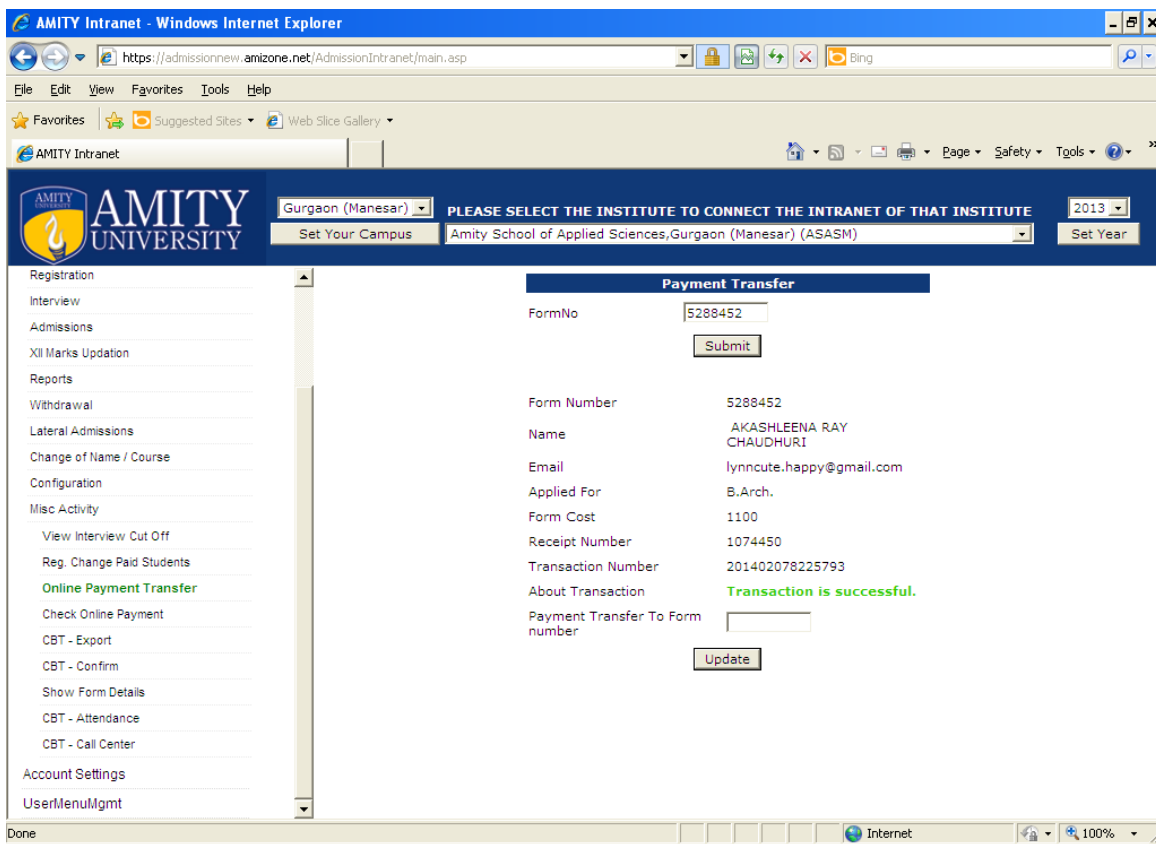 AMITY Intranet - Windows Internet Explorer
https://admissionnew.amizone.net/AdmissionIntranet/main.asp
Bing
File Edit View Favorites Tools Help
Favorites Suggested Sites Web Slice Gallery
AMITY Intranet
Page Safety Tools »
AMITY UNIVERSITY
AMITY
UNIVERSITY
Gurgaon (Manesar)
Set Your Campus
PLEASE SELECT THE INSTITUTE TO CONNECT THE INTRANET OF THAT INSTITUTE
Amity School of Applied Sciences,Gurgaon (Manesar) (ASASM)
2013
Set Year
Registration
Interview
Admissions
XII Marks Updation
Reports
Withdrawal
Lateral Admissions
Change of Name / Course
Configuration
Misc Activity
View Interview Cut Off
Reg. Change Paid Students
Online Payment Transfer
Check Online Payment
CBT - Export
CBT - Confirm
Show Form Details
CBT - Attendance
CBT - Call Center
Account Settings
UserMenuMgmt
Payment Transfer
FormNo 5288452
Submit
Form Number 5288452
Name AKASHLEENA RAY
CHAUDHURI
Email lynncute.happy@gmail.com
Applied For B.Arch.
Form Cost 1100
Receipt Number 1074450
Transaction Number 201402078225793
About Transaction Transaction is successful.
Payment Transfer To Form
number
Update
Done Internet 100%